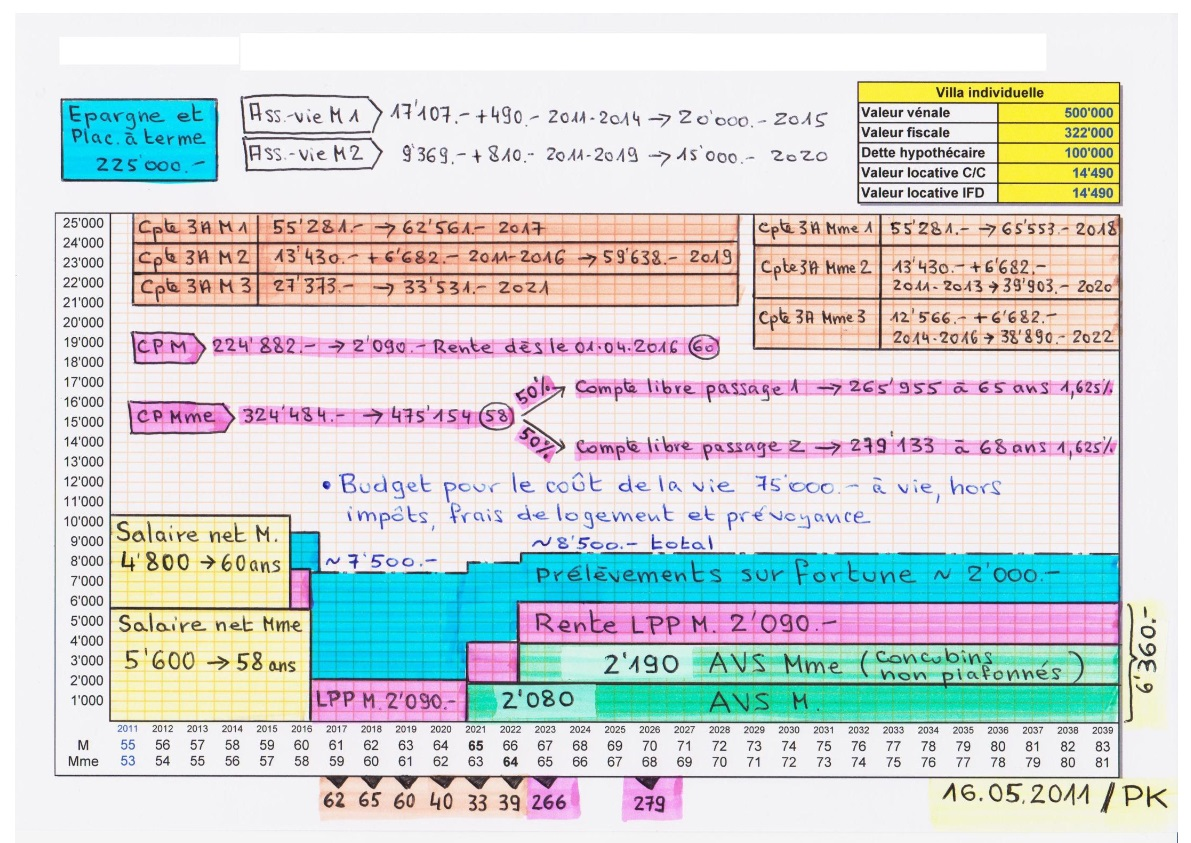 Epargne et
Plac. à terme
225'000.-
Ass.-vie M1 17'107.- +490.- 2011-2014 → 20'000.- 2015
Ass.-vie M2 9'369.- + 810.- 2011-2019 → 15'000.- 2020
Villa individuelle
Valeur vénale 500'000
Valeur fiscale 322'000
Dette hypothécaire 100'000
Valeur locative C/C 14'490
Valeur locative IFD 14'490
25'000
24'000
23'000
22'000
21'000
20'000
19'000
18'000
17'000
16'000
15'000
14'000
13'000
12'000
11'000
10'000
9'000
8'000
7'000
6'000
5'000
4'000
3'000
2'000
1'000
Cpte 3A M 1 55'281.- → 62'561.- 2017
Cpte 3A M 2 13'430.- + 6'682.- 2011-2016 → 59'638.- 2019
Cpte 3A M 3 27'373.- → 33'531.- 2021
Cpte 3A Mme 1 55'281.- → 65'553.- 2018
Cpte 3A Mme 2 13'430.- + 6'682.-
2011-2013 → 39'903.- 2020
Cpte 3A Mme 3 12'566.- + 6'682.-
2014-2016 → 38'890.- 2022
CP M 224'882.- → 2'090.- Rente dès le 01.04.2016 60
CP Mme 324'484.- → 475'154 58
50% → Compte libre passage 1 → 265'955 à 65 ans 1,625%
50% → Compte libre passage 2 → 279'133 à 68 ans 1,625%
• Budget pour le coût de la vie 75'000.- à vie, hors
impôts, frais de logement et prévoyance
~ 8'500.- total
~ 7'500.-
Salaire net M.
4'800 → 60 ans
Salaire net Mme
5'600 → 58 ans
prélèvements sur fortune ~ 2'000.-
Rente LPP M. 2'090.-
2'190 AVS Mme (concubins
non plafonnés)
LPP M. 2'090.-
2'080 AVS M.
6'360.-
2011 2012 2013 2014 2015 2016 2017 2018 2019 2020 2021 2022 2023 2024 2025 2026 2027 2028 2029 2030 2031 2032 2033 2034 2035 2036 2037 2038 2039
M 55 56 57 58 59 60 61 62 63 64 65 66 67 68 69 70 71 72 73 74 75 76 77 78 79 80 81 82 83
Mme 53 54 55 56 57 58 59 60 61 62 63 64 65 66 67 68 69 70 71 72 73 74 75 76 77 78 79 80 81
62 65 60 40 33 39 266 279
16.05.2011 / PK